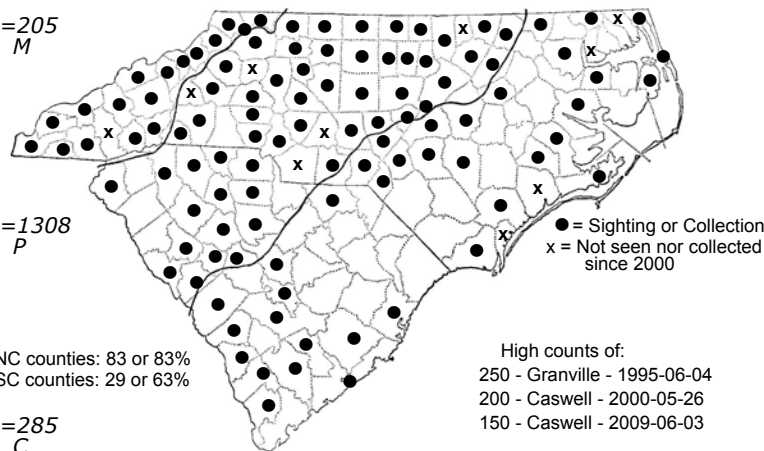 =205
M
=1308
P
● = Sighting or Collection
x = Not seen nor collected
since 2000
NC counties: 83 or 83%
SC counties: 29 or 63%
=285
C
High counts of:
250 - Granville - 1995-06-04
200 - Caswell - 2000-05-26
150 - Caswell - 2009-06-03